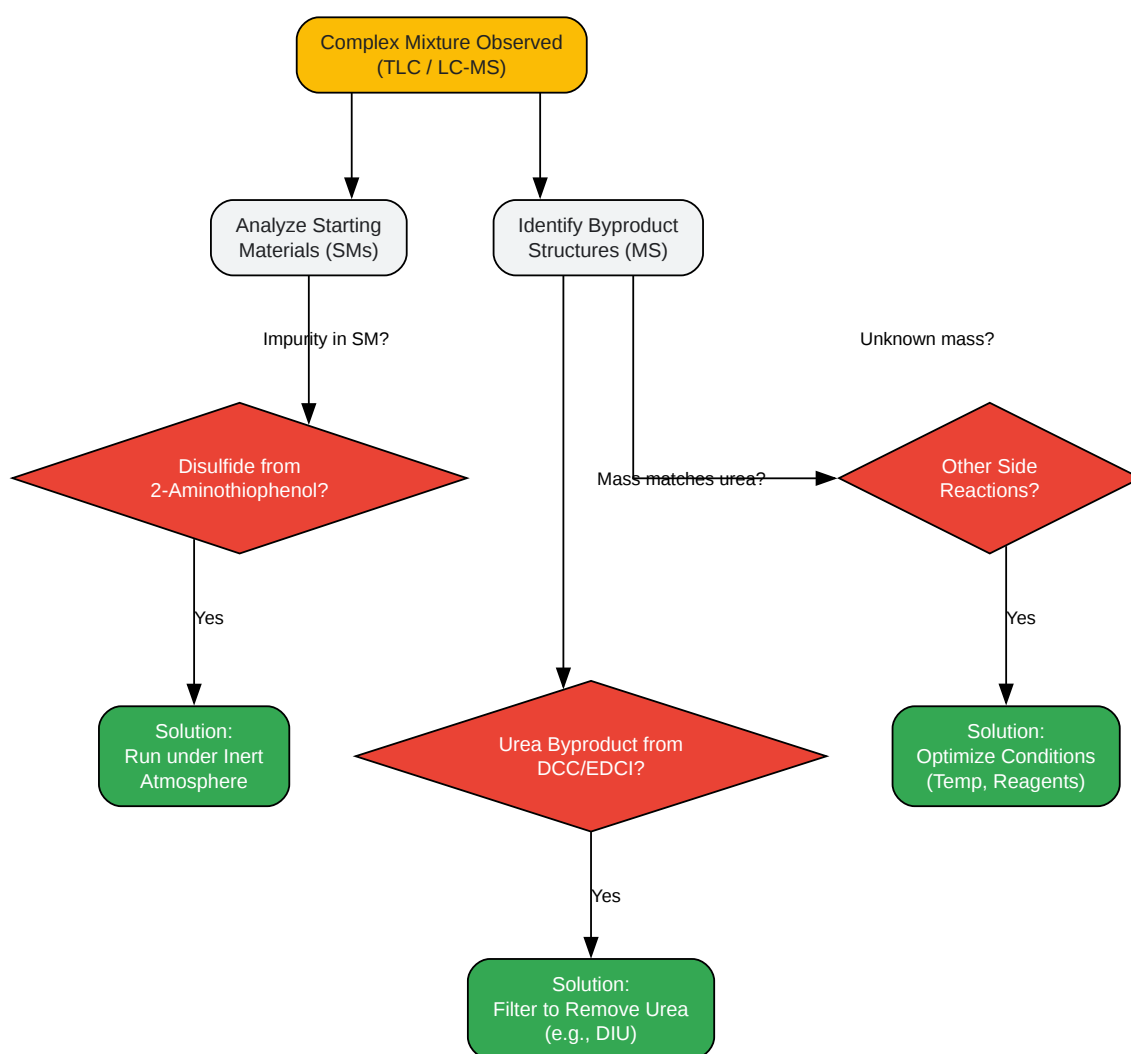 Complex Mixture Observed
(TLC / LC-MS)
Analyze Starting
Materials (SMs)
Identify Byproduct
Structures (MS)
Impurity in SM?
Unknown mass?
Disulfide from
2-Aminothiophenol?
Mass matches urea?
Other Side
Reactions?
Yes
Yes
Solution:
Run under Inert
Atmosphere
Urea Byproduct from
DCC/EDCI?
Solution:
Optimize Conditions
(Temp, Reagents)
Yes
Solution:
Filter to Remove Urea
(e.g., DIU)